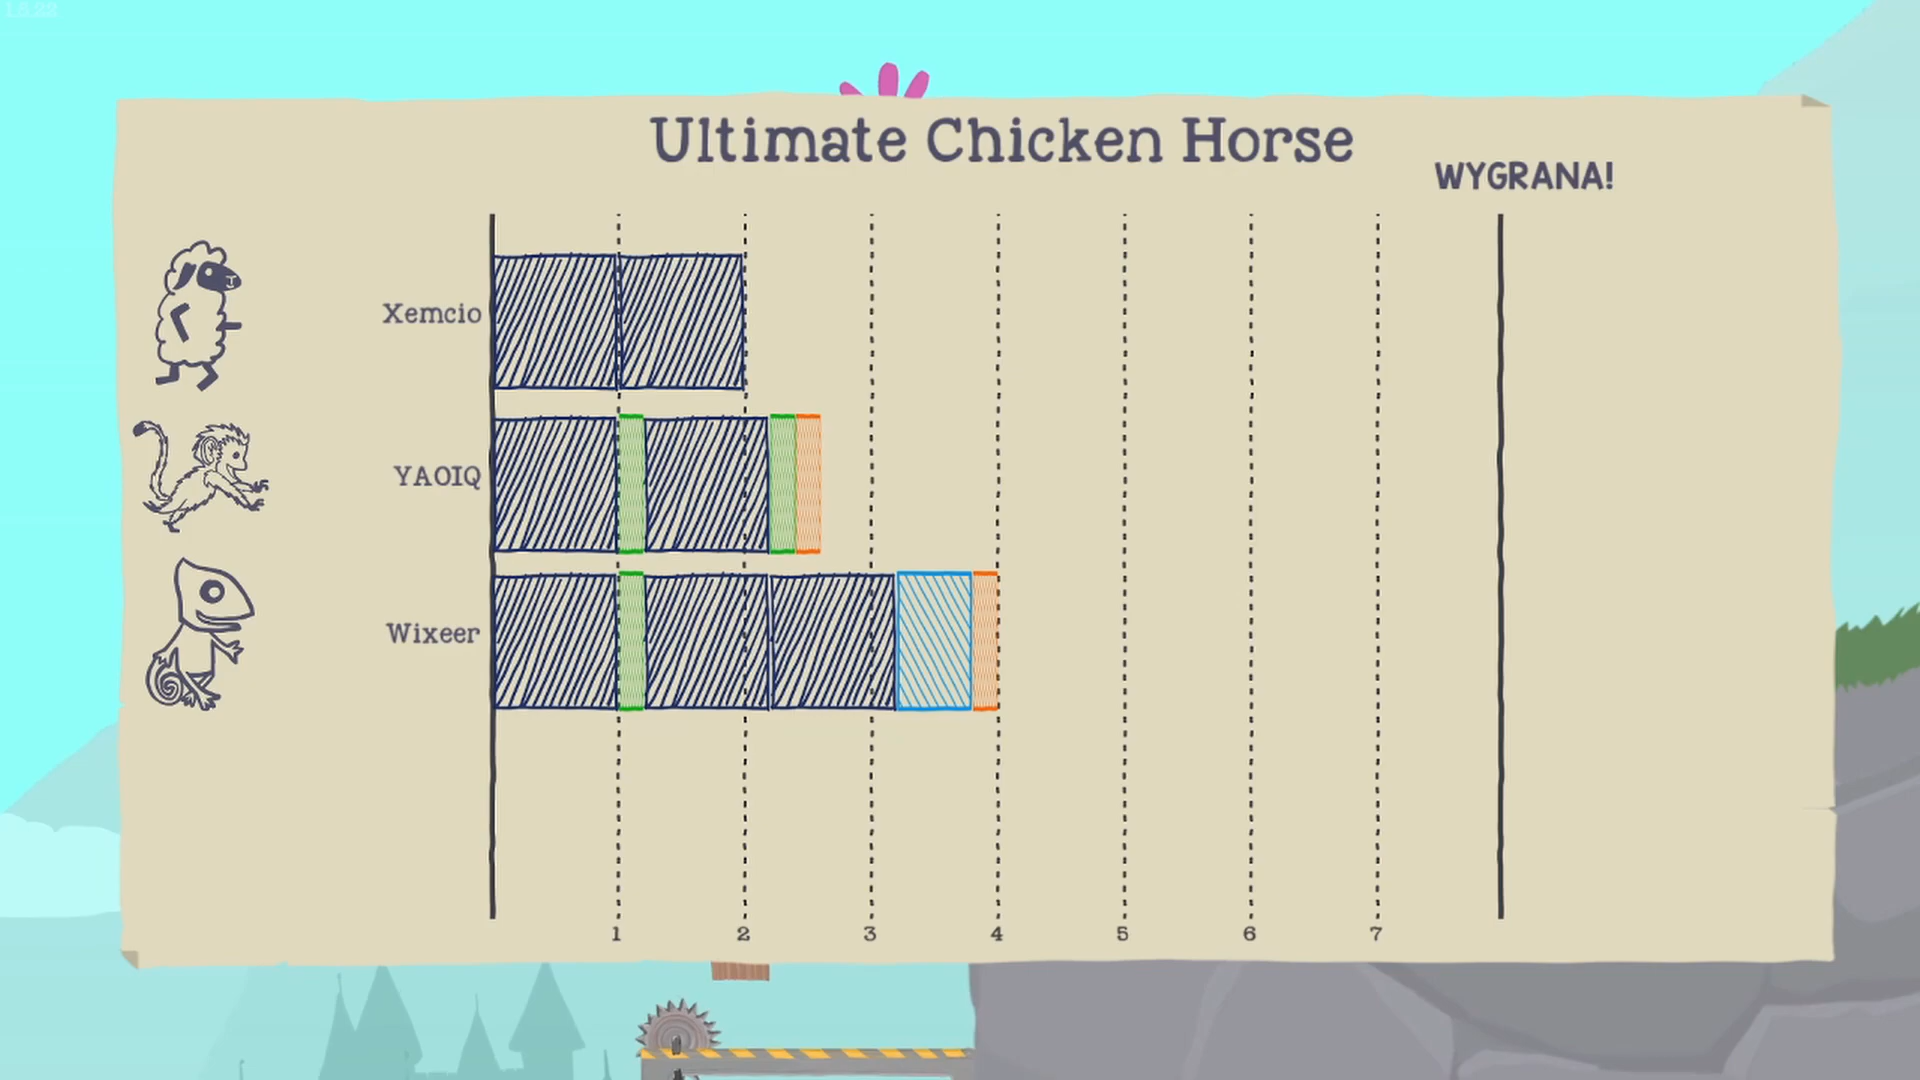 Ultimate Chicken Horse
WYGRANA!
Xemcio
YAOIQ
Wixeer
1 2 3 4 5 6 7